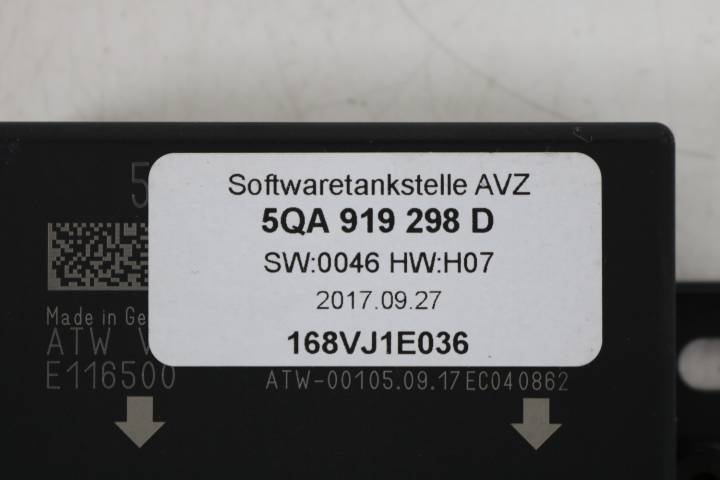 Softwaretankstelle AVZ
5QA 919 298 D
SW:0046 HW:H07
2017.09.27
168VJ1E036
5
Made in Ge
ATW V
E116500
ATW-00105.09.17EC040862